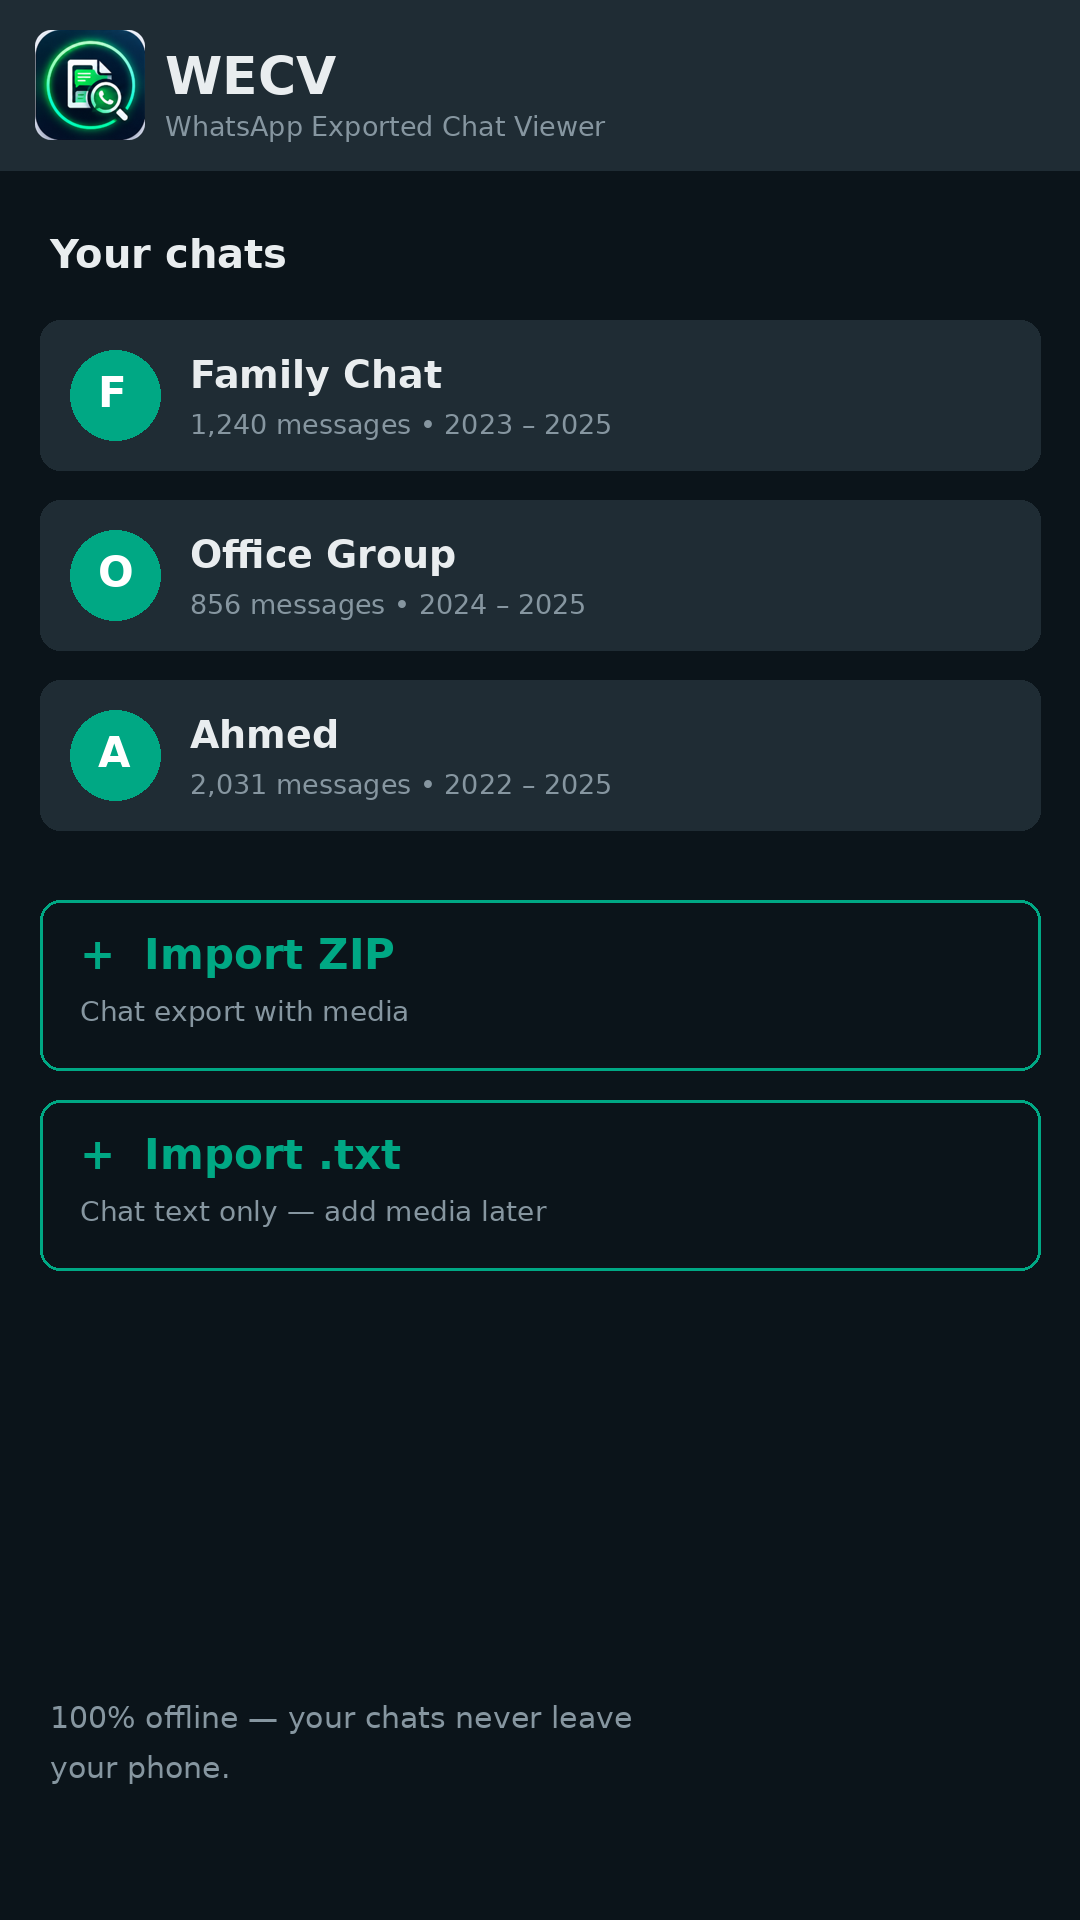 WECV
WhatsApp Exported Chat Viewer
Your chats
F
Family Chat
1,240 messages • 2023 – 2025
O
Office Group
856 messages • 2024 – 2025
A
Ahmed
2,031 messages • 2022 – 2025
+ Import ZIP
Chat export with media
+ Import .txt
Chat text only — add media later
100% offline — your chats never leave
your phone.